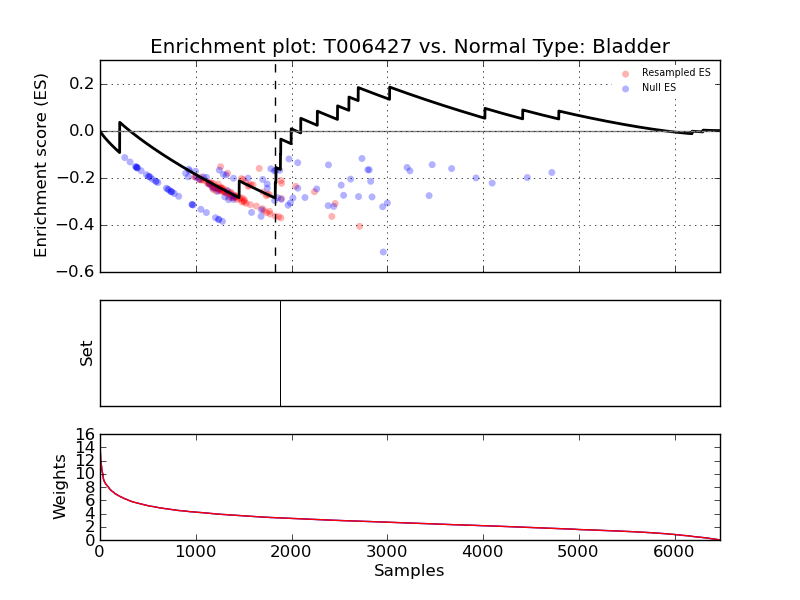 Enrichment plot: T006427 vs. Normal Type: Bladder
Enrichment score (ES)
0.2
0.0
−0.2
−0.4
−0.6
Resampled ES
Null ES
Set
Weights
16
14
12
10
8
6
4
2
0
0 1000 2000 3000 4000 5000 6000
Samples